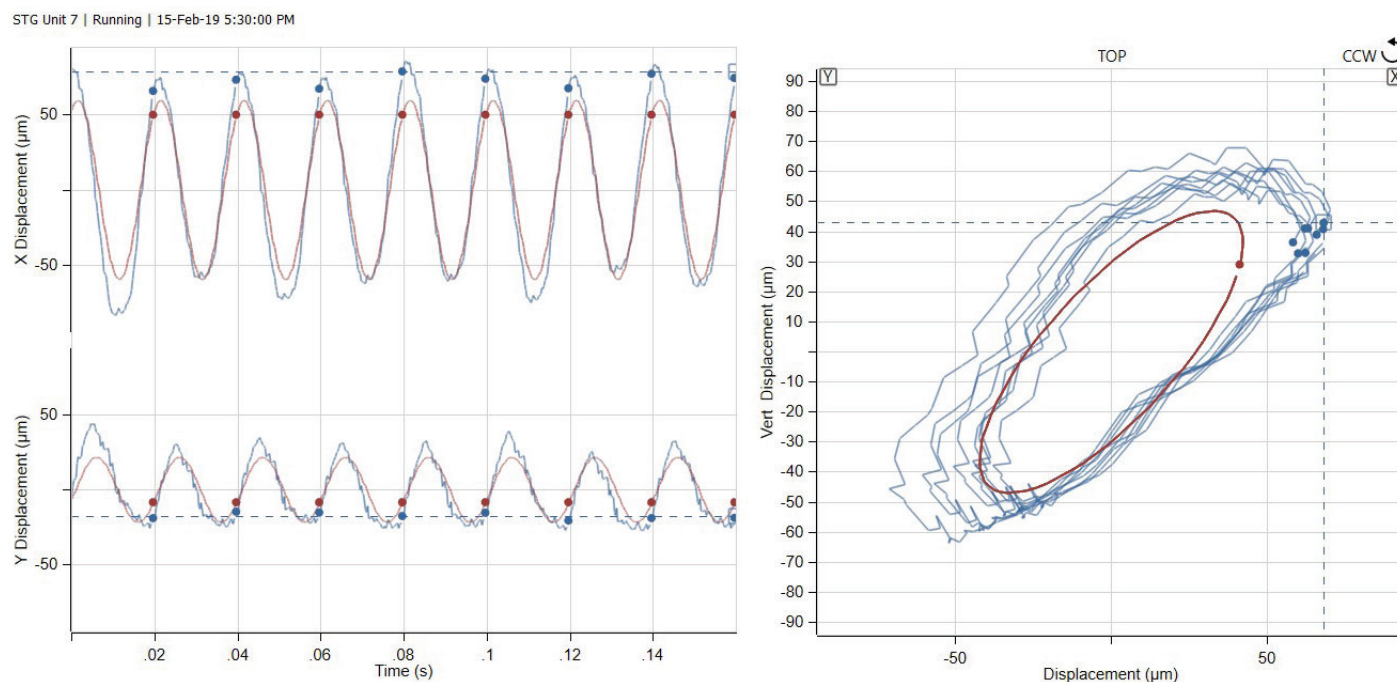 STG Unit 7 | Running | 15-Feb-19 5:30:00 PM
X Displacement (µm)
50
-50
Y Displacement (µm)
50
-50
.02 .04 .06 .08 .1 .12 .14
Time (s)
TOP
CCW
Y
X
Vert Displacement (µm)
90
80
70
60
50
40
30
20
10
-10
-20
-30
-40
-50
-60
-70
-80
-90
-50 50
Displacement (µm)